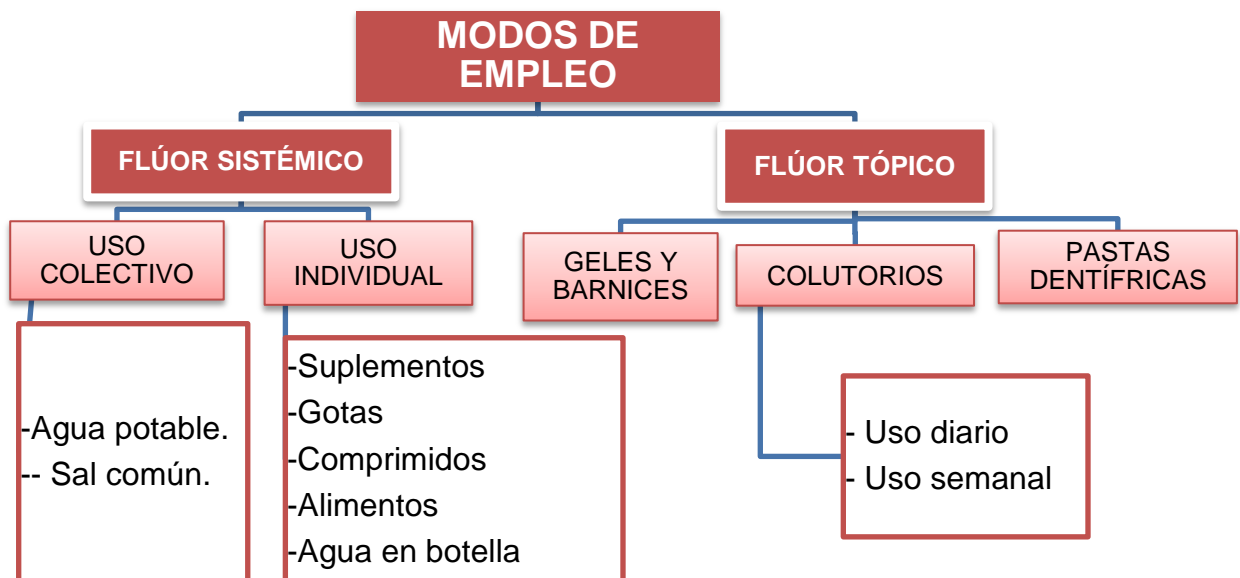 MODOS DE
EMPLEO
FLÚOR SISTÉMICO
FLÚOR TÓPICO
USO
COLECTIVO
USO
INDIVIDUAL
GELES Y
BARNICES
COLUTORIOS
PASTAS
DENTÍFRICAS
-Agua potable.
-- Sal común.
-Suplementos
-Gotas
-Comprimidos
-Alimentos
-Agua en botella
- Uso diario
- Uso semanal